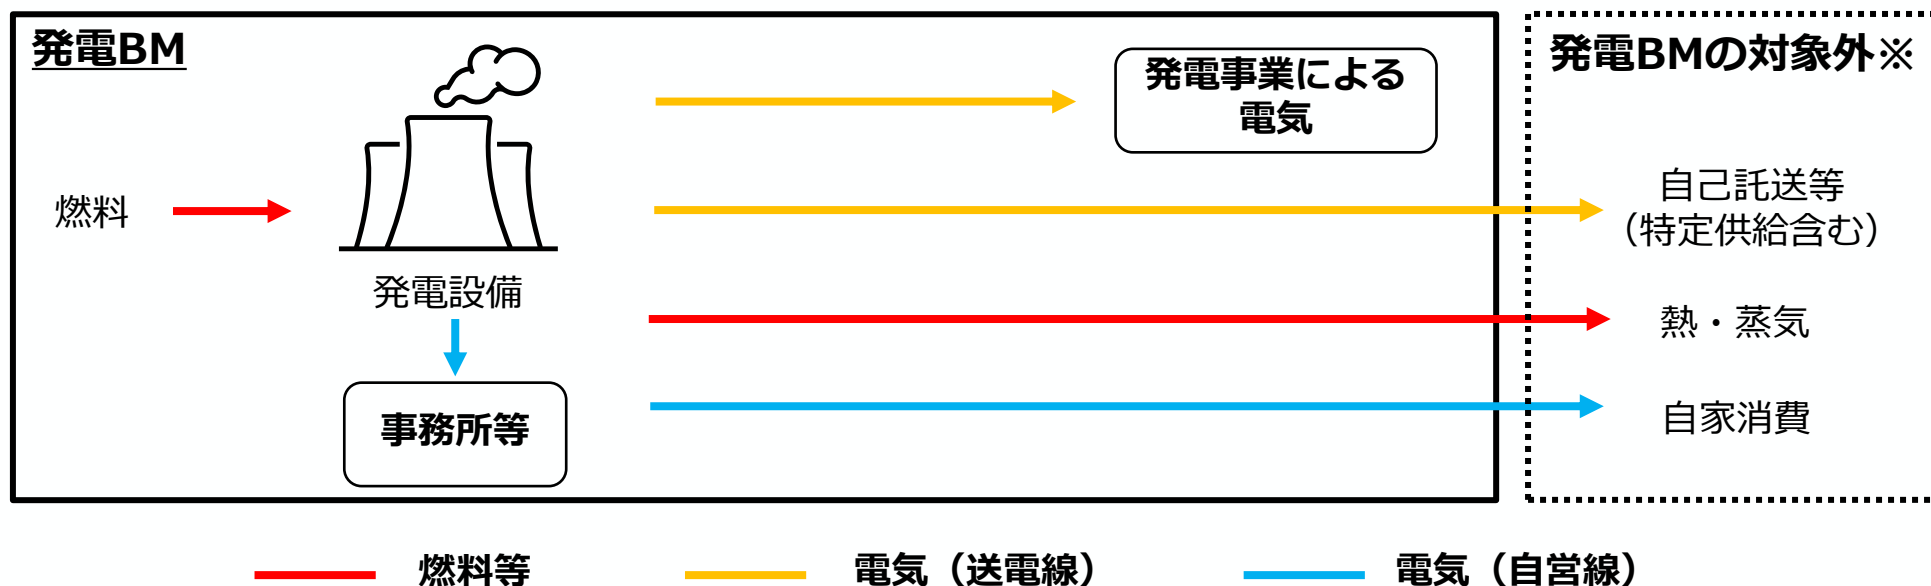 発電BM
発電事業による
電気
発電BMの対象外※
燃料
自己託送等
（特定供給含む）
発電設備
熱・蒸気
事務所等
自家消費
燃料等
電気（送電線）
電気（自営線）